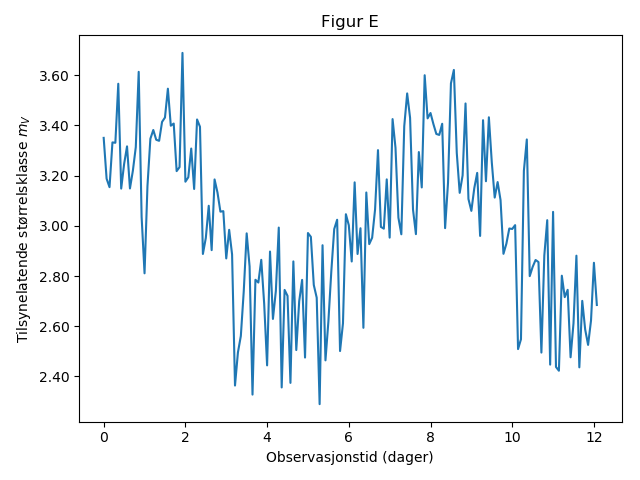 Figur E
Tilsynelatende størrelsklasse m_V
3.60
3.40
3.20
3.00
2.80
2.60
2.40
0 2 4 6 8 10 12
Observasjonstid (dager)